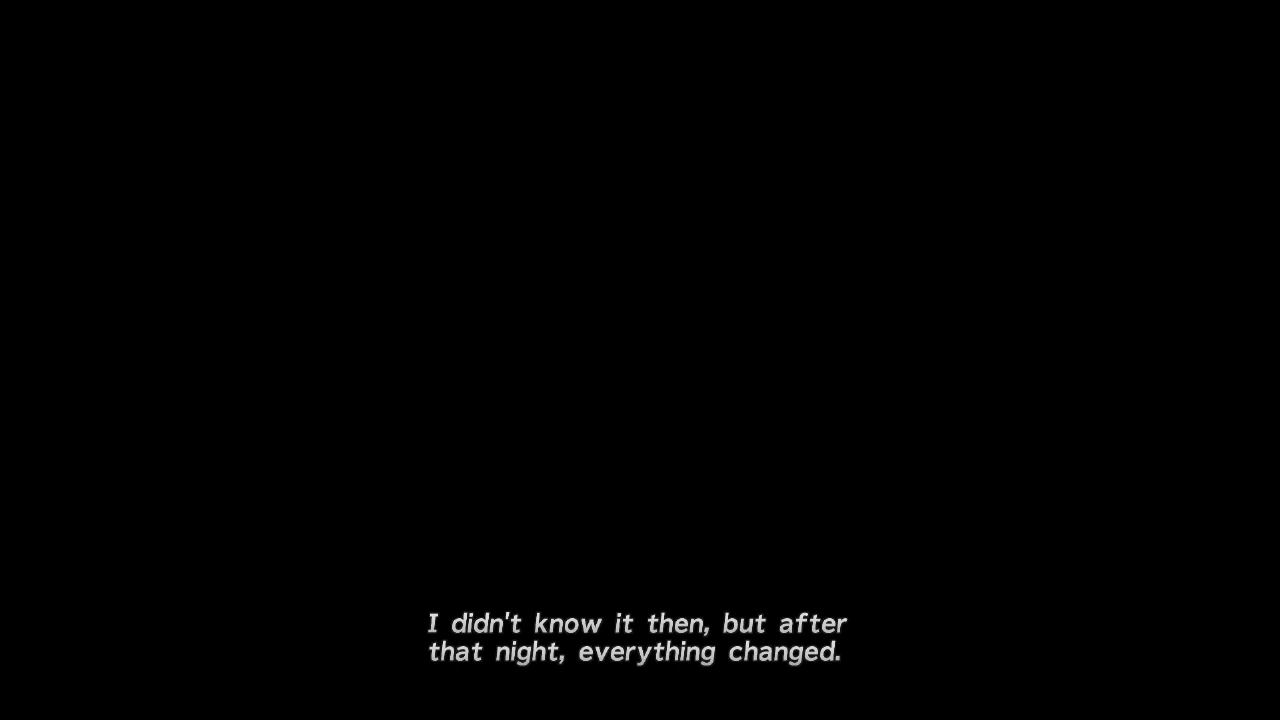 I didn't know it then, but after
that night, everything changed.